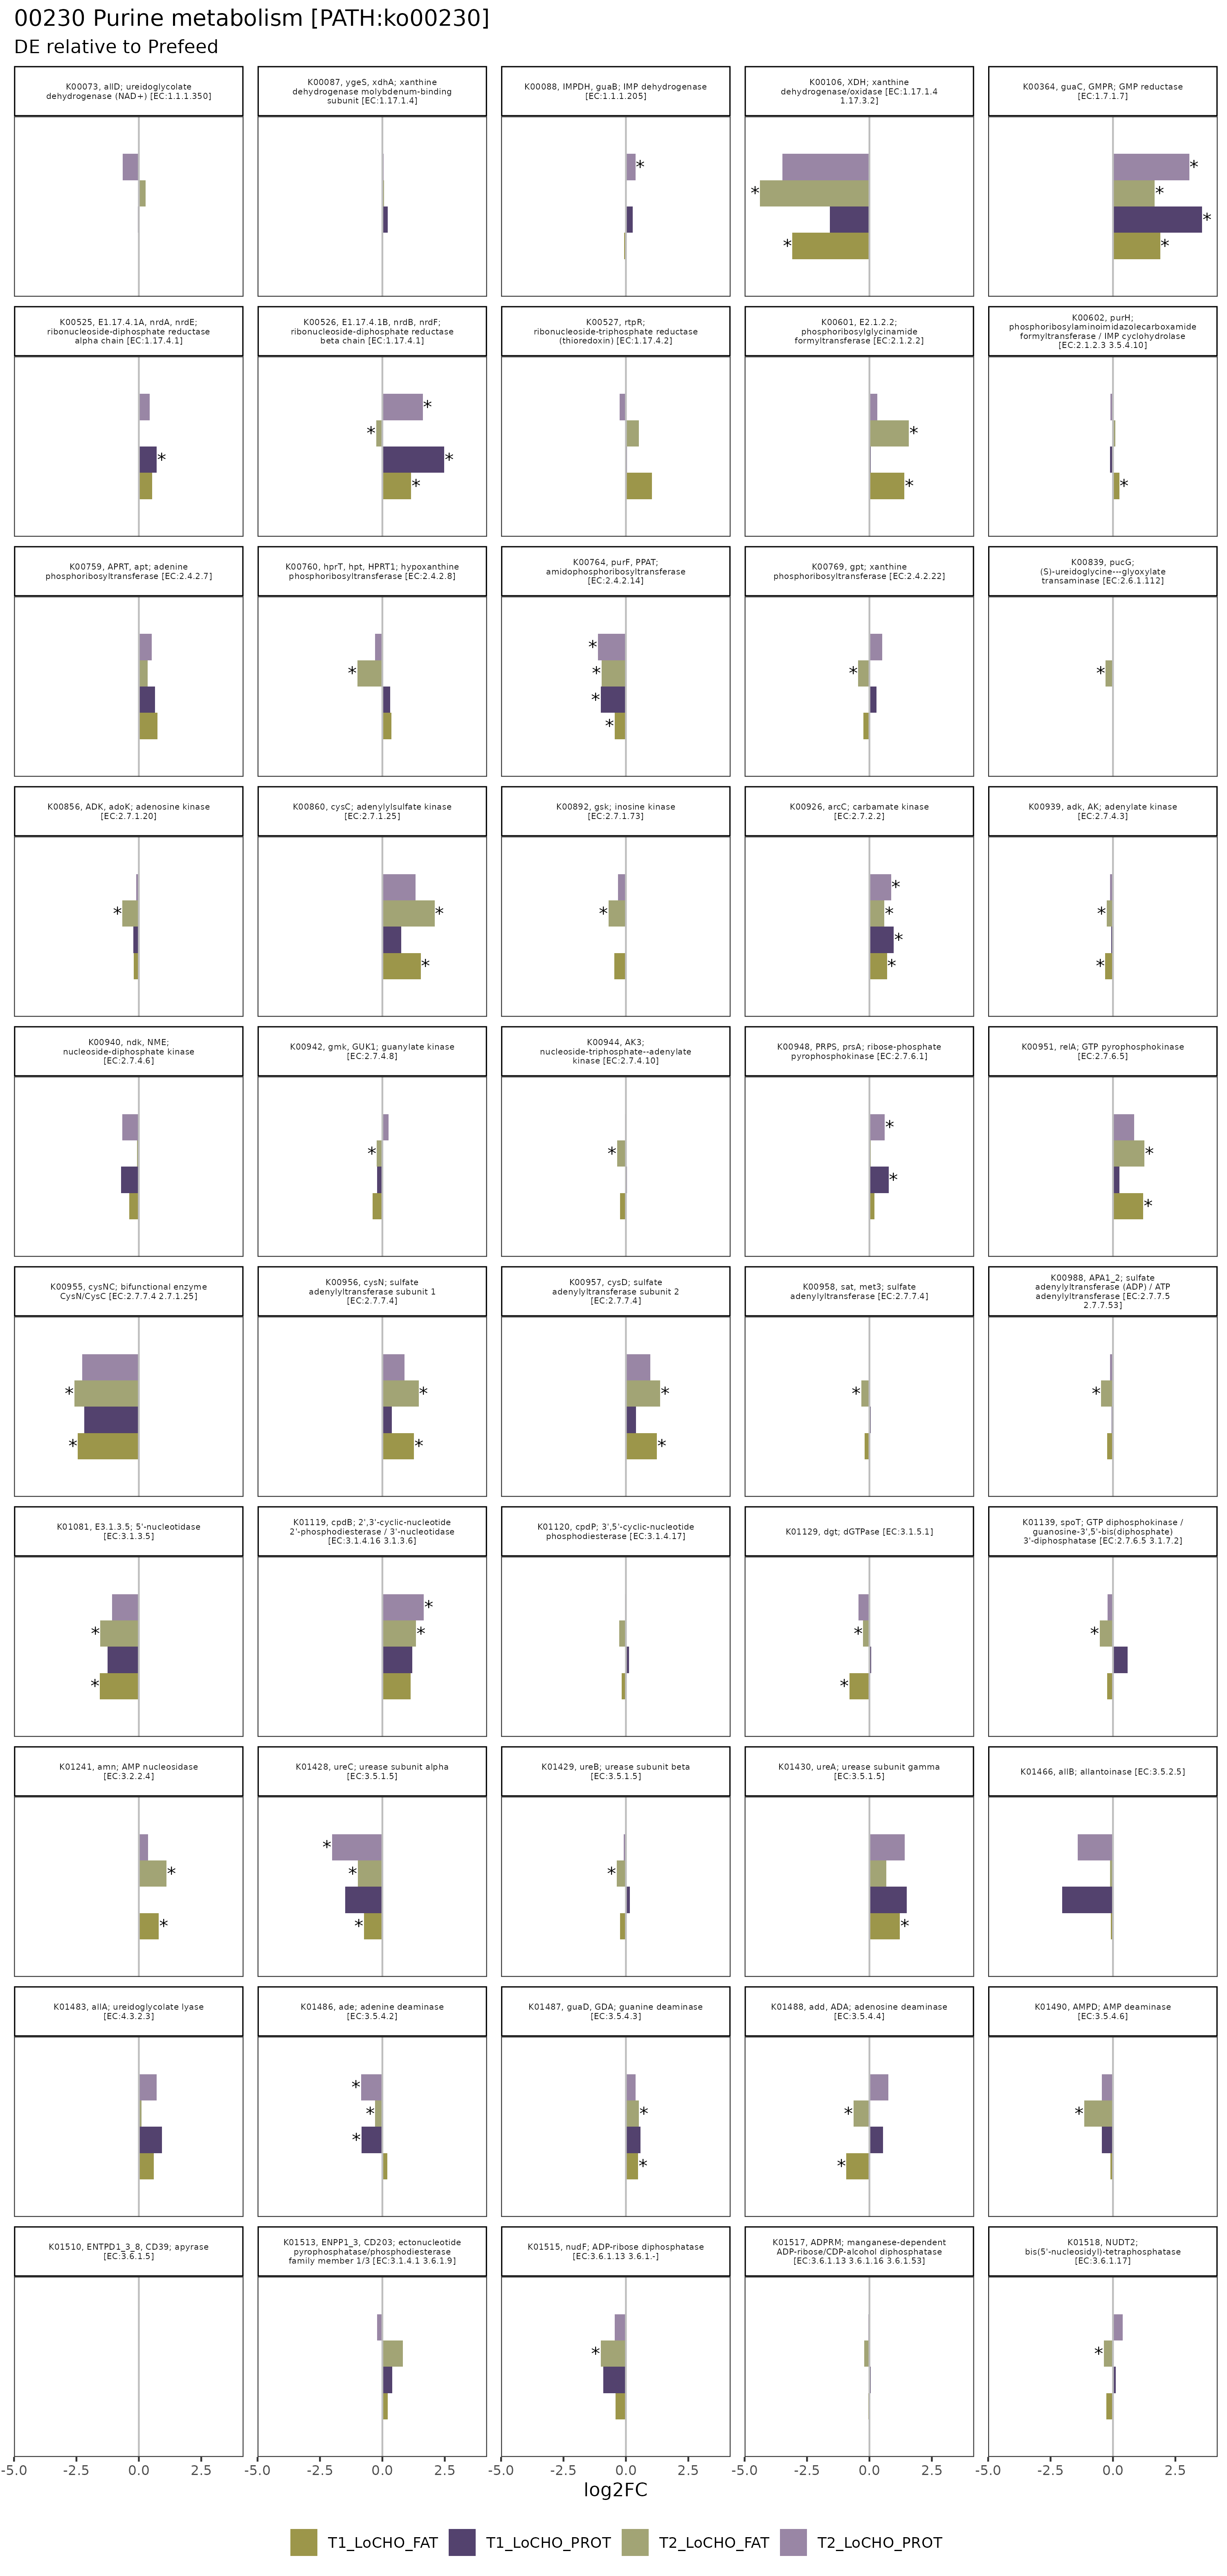 00230 Purine metabolism [PATH:ko00230]
DE relative to Prefeed
K00073, allD; ureidoglycolate
dehydrogenase (NAD+) [EC:1.1.1.350]
K00087, ygeS, xdhA; xanthine
dehydrogenase molybdenum-binding
subunit [EC:1.17.1.4]
K00088, IMPDH, guaB; IMP dehydrogenase
[EC:1.1.1.205]
K00106, XDH; xanthine
dehydrogenase/oxidase [EC:1.17.1.4
1.17.3.2]
K00364, guaC, GMPR; GMP reductase
[EC:1.7.1.7]
*
*
*
*
*
*
*
K00525, E1.17.4.1A, nrdA, nrdE;
ribonucleoside-diphosphate reductase
alpha chain [EC:1.17.4.1]
K00526, E1.17.4.1B, nrdB, nrdF;
ribonucleoside-diphosphate reductase
beta chain [EC:1.17.4.1]
K00527, rtpR;
ribonucleoside-triphosphate reductase
(thioredoxin) [EC:1.17.4.2]
K00601, E2.1.2.2;
phosphoribosylglycinamide
formyltransferase [EC:2.1.2.2]
K00602, purH;
phosphoribosylaminoimidazolecarboxamide
formyltransferase / IMP cyclohydrolase
[EC:2.1.2.3 3.5.4.10]
*
*
*
*
*
*
*
*
K00759, APRT, apt; adenine
phosphoribosyltransferase [EC:2.4.2.7]
K00760, hprT, hpt, HPRT1; hypoxanthine
phosphoribosyltransferase [EC:2.4.2.8]
K00764, purF, PPAT;
amidophosphoribosyltransferase
[EC:2.4.2.14]
K00769, gpt; xanthine
phosphoribosyltransferase [EC:2.4.2.22]
K00839, pucG;
(S)-ureidoglycine---glyoxylate
transaminase [EC:2.6.1.112]
*
*
*
*
*
*
*
K00856, ADK, adoK; adenosine kinase
[EC:2.7.1.20]
K00860, cysC; adenylylsulfate kinase
[EC:2.7.1.25]
K00892, gsk; inosine kinase
[EC:2.7.1.73]
K00926, arcC; carbamate kinase
[EC:2.7.2.2]
K00939, adk, AK; adenylate kinase
[EC:2.7.4.3]
*
*
*
*
*
*
*
*
*
*
K00940, ndk, NME;
nucleoside-diphosphate kinase
[EC:2.7.4.6]
K00942, gmk, GUK1; guanylate kinase
[EC:2.7.4.8]
K00944, AK3;
nucleoside-triphosphate--adenylate
kinase [EC:2.7.4.10]
K00948, PRPS, prsA; ribose-phosphate
pyrophosphokinase [EC:2.7.6.1]
K00951, relA; GTP pyrophosphokinase
[EC:2.7.6.5]
*
*
*
*
*
*
K00955, cysNC; bifunctional enzyme
CysN/CysC [EC:2.7.7.4 2.7.1.25]
K00956, cysN; sulfate
adenylyltransferase subunit 1
[EC:2.7.7.4]
K00957, cysD; sulfate
adenylyltransferase subunit 2
[EC:2.7.7.4]
K00958, sat, met3; sulfate
adenylyltransferase [EC:2.7.7.4]
K00988, APA1_2; sulfate
adenylyltransferase (ADP) / ATP
adenylyltransferase [EC:2.7.7.5
2.7.7.53]
*
*
*
*
*
*
*
*
K01081, E3.1.3.5; 5'-nucleotidase
[EC:3.1.3.5]
K01119, cpdB; 2',3'-cyclic-nucleotide
2'-phosphodiesterase / 3'-nucleotidase
[EC:3.1.4.16 3.1.3.6]
K01120, cpdP; 3',5'-cyclic-nucleotide
phosphodiesterase [EC:3.1.4.17]
K01129, dgt; dGTPase [EC:3.1.5.1]
K01139, spoT; GTP diphosphokinase /
guanosine-3',5'-bis(diphosphate)
3'-diphosphatase [EC:2.7.6.5 3.1.7.2]
*
*
*
*
*
*
*
K01241, amn; AMP nucleosidase
[EC:3.2.2.4]
K01428, ureC; urease subunit alpha
[EC:3.5.1.5]
K01429, ureB; urease subunit beta
[EC:3.5.1.5]
K01430, ureA; urease subunit gamma
[EC:3.5.1.5]
K01466, allB; allantoinase [EC:3.5.2.5]
*
*
*
*
*
*
*
K01483, allA; ureidoglycolate lyase
[EC:4.3.2.3]
K01486, ade; adenine deaminase
[EC:3.5.4.2]
K01487, guaD, GDA; guanine deaminase
[EC:3.5.4.3]
K01488, add, ADA; adenosine deaminase
[EC:3.5.4.4]
K01490, AMPD; AMP deaminase
[EC:3.5.4.6]
*
*
*
*
*
*
*
*
K01510, ENTPD1_3_8, CD39; apyrase
[EC:3.6.1.5]
K01513, ENPP1_3, CD203; ectonucleotide
pyrophosphatase/phosphodiesterase
family member 1/3 [EC:3.1.4.1 3.6.1.9]
K01515, nudF; ADP-ribose diphosphatase
[EC:3.6.1.13 3.6.1.-]
K01517, ADPRM; manganese-dependent
ADP-ribose/CDP-alcohol diphosphatase
[EC:3.6.1.13 3.6.1.16 3.6.1.53]
K01518, NUDT2;
bis(5'-nucleosidyl)-tetraphosphatase
[EC:3.6.1.17]
*
*
-5.0 -2.5 0.0 2.5 -5.0 -2.5 0.0 2.5 -5.0 -2.5 0.0 2.5 -5.0 -2.5 0.0 2.5 -5.0 -2.5 0.0 2.5
log2FC
T1_LoCHO_FAT T1_LoCHO_PROT T2_LoCHO_FAT T2_LoCHO_PROT